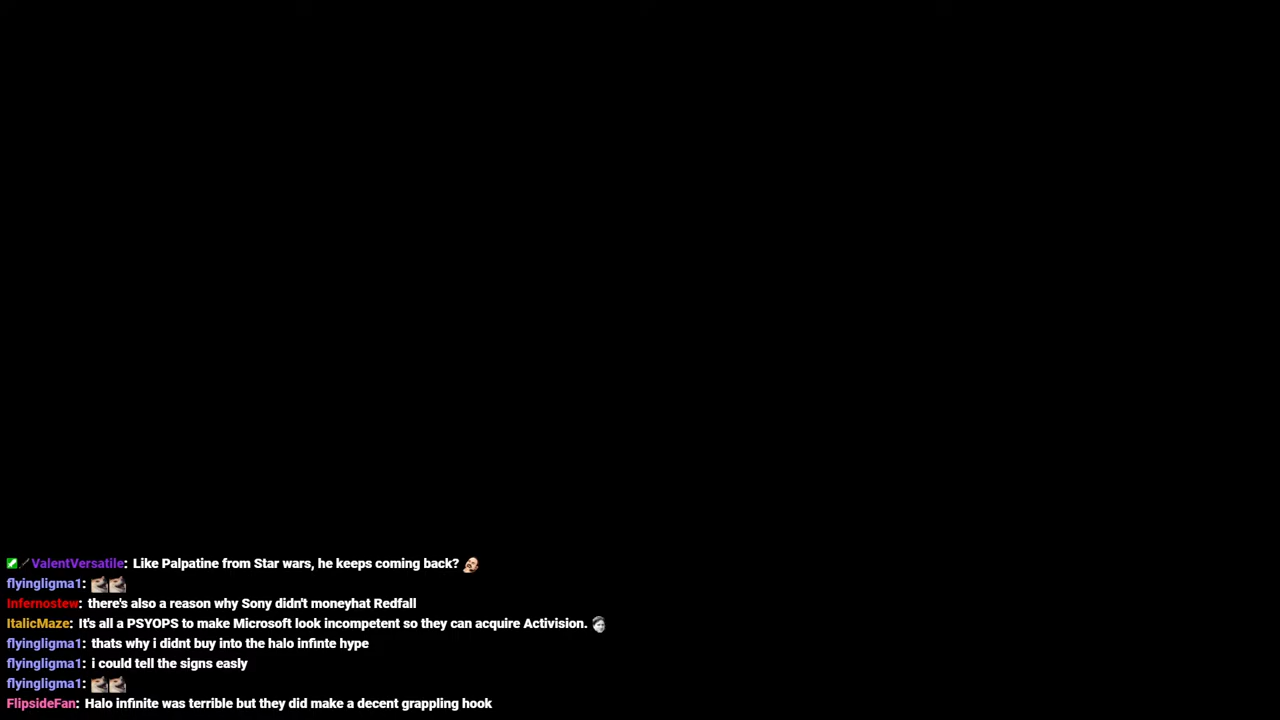 ValentVersatile: Like Palpatine from Star wars, he keeps coming back?
flyingligma1:
Infernostew: there's also a reason why Sony didn't moneyhat Redfall
ItalicMaze: It's all a PSYOPS to make Microsoft look incompetent so they can acquire Activision.
flyingligma1: thats why i didnt buy into the halo infinte hype
flyingligma1: i could tell the signs easly
flyingligma1:
FlipsideFan: Halo infinite was terrible but they did make a decent grappling hook